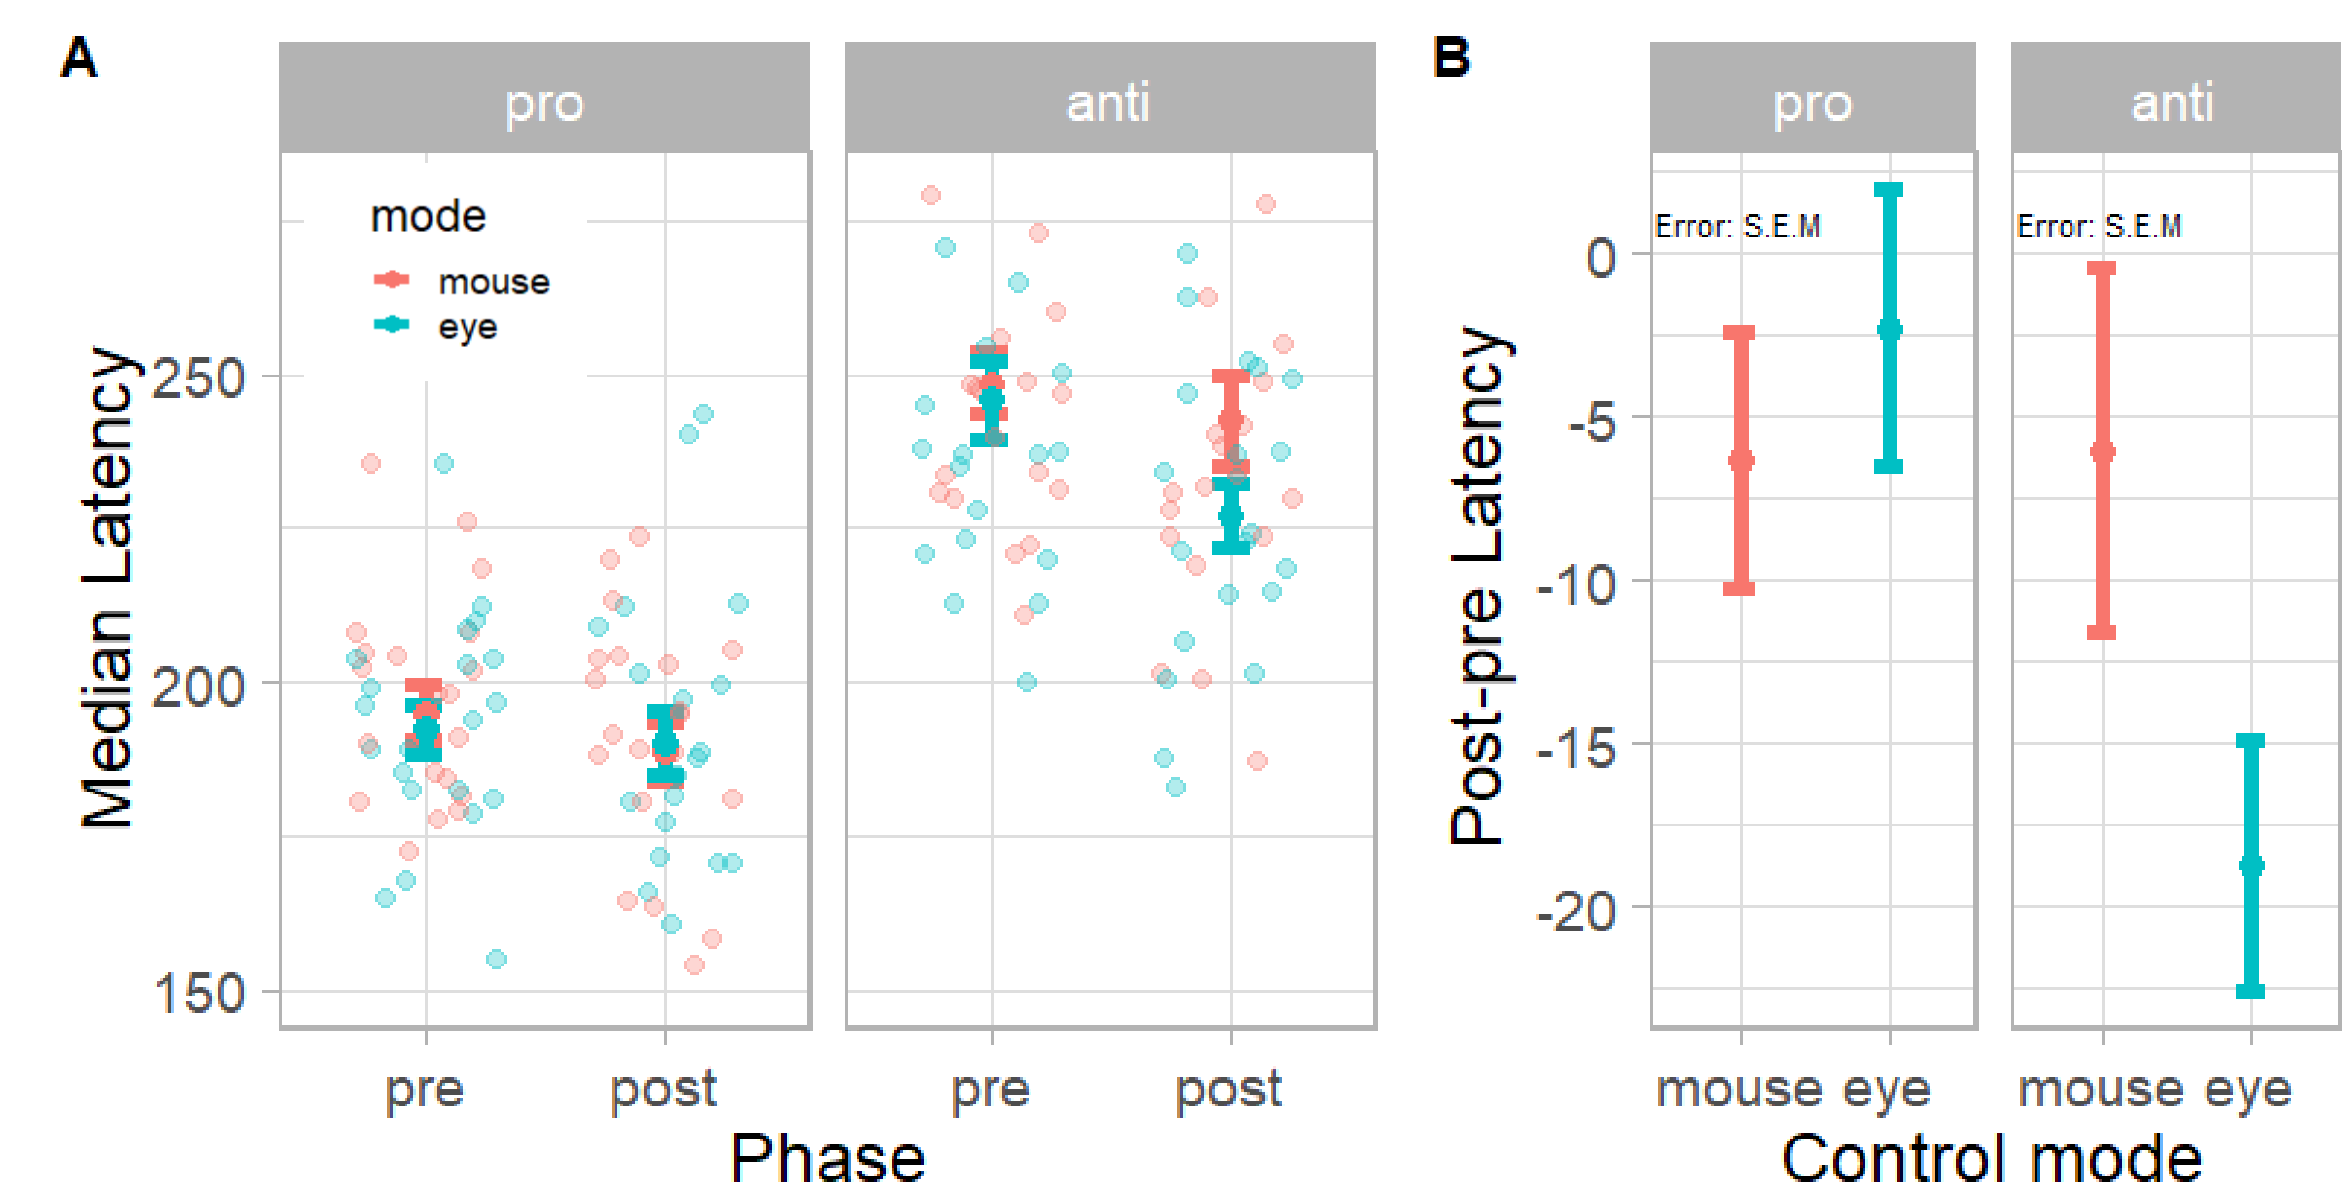 A
pro
anti
mode
mouse
eye
Median Latency
250
200
150
pre
post
pre
post
Phase
B
pro
anti
Error: S.E.M
Error: S.E.M
Post-pre Latency
0
-5
-10
-15
-20
mouse eye
mouse eye
Control mode